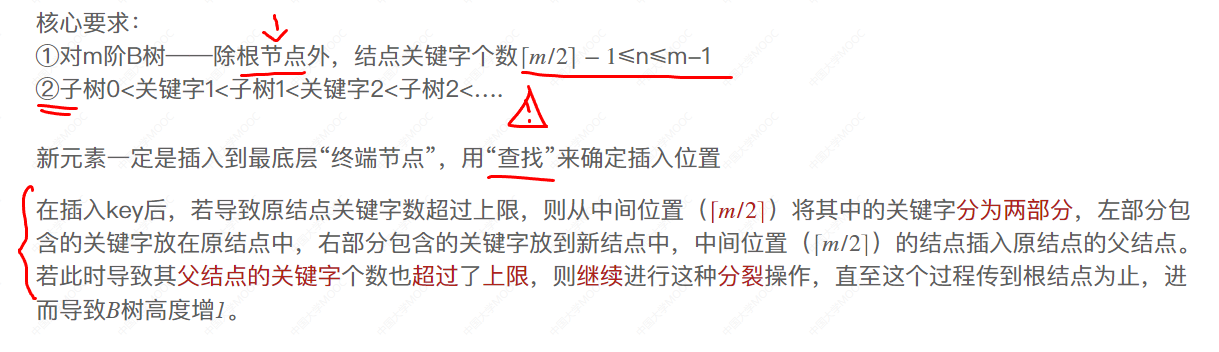 核心要求：
①对m阶B树——除根节点外，结点关键字个数⌈m/2⌉ − 1≤n≤m-1
②子树0<关键字1<子树1<关键字2<子树2<....
新元素一定是插入到最底层“终端节点”，用“查找”来确定插入位置
在插入key后，若导致原结点关键字数超过上限，则从中间位置（⌈m/2⌉）将其中的关键字分为两部分，左部分包
含的关键字放在原结点中，右部分包含的关键字放到新结点中，中间位置（⌈m/2⌉）的结点插入原结点的父结点。
若此时导致其父结点的关键字个数也超过了上限，则继续进行这种分裂操作，直至这个过程传到根结点为止，进
而导致B树高度增1。